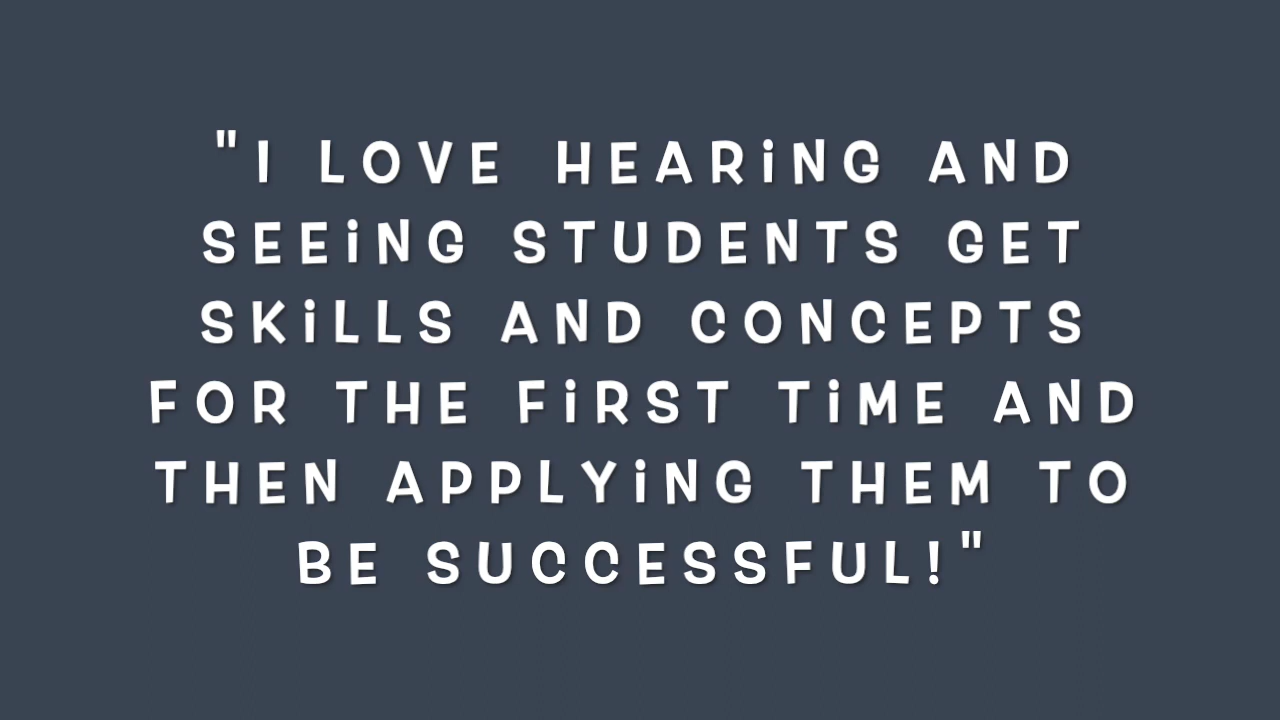 "I LOVE HEARiNG AND
SEEiNG STUDENTS GET
SKiLLS AND CONCEPTS
FOR THE FiRST TiME AND
THEN APPLYiNG THEM TO
BE SUCCESSFUL!"